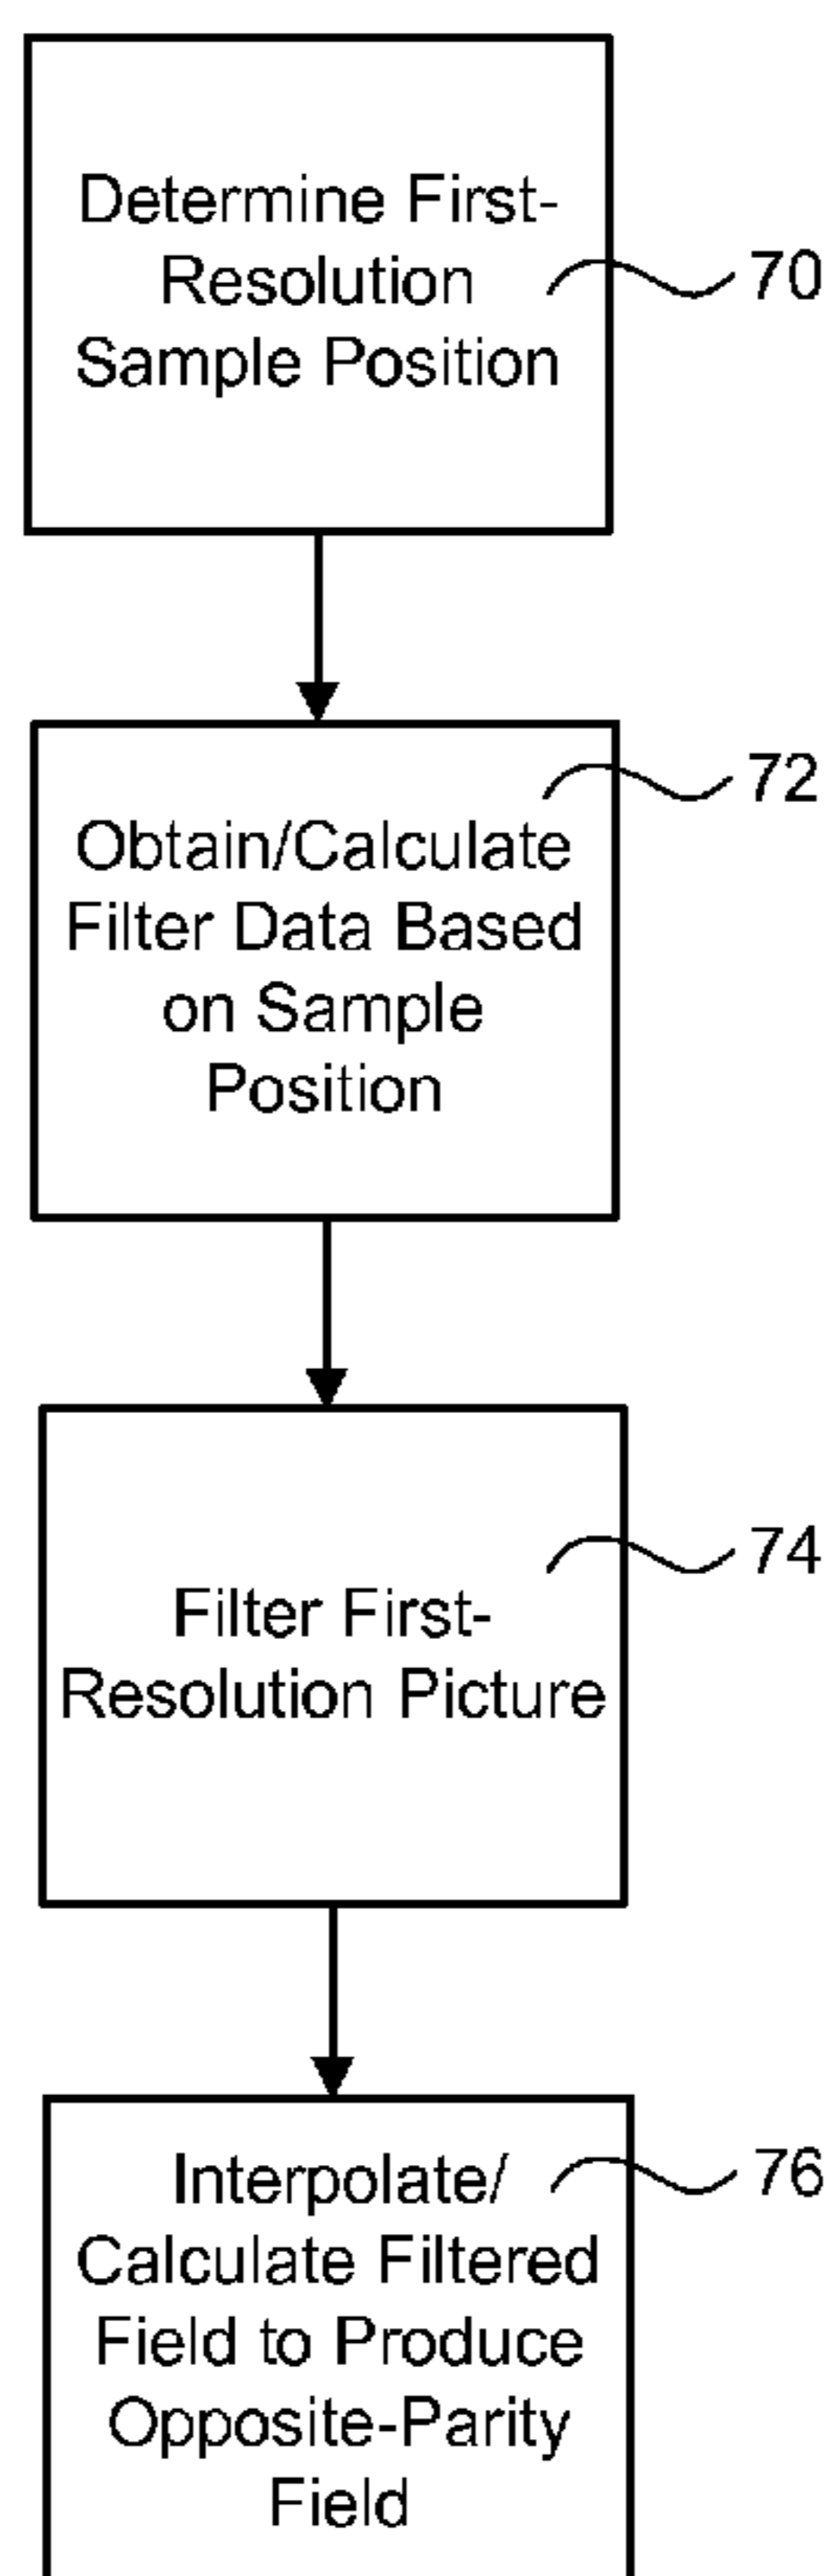 Determine First-
Resolution
Sample Position
70
72
Obtain/Calculate
Filter Data Based
on Sample
Position
74
Filter First-
Resolution Picture
76
Interpolate/
Calculate Filtered
Field to Produce
Opposite-Parity
Field